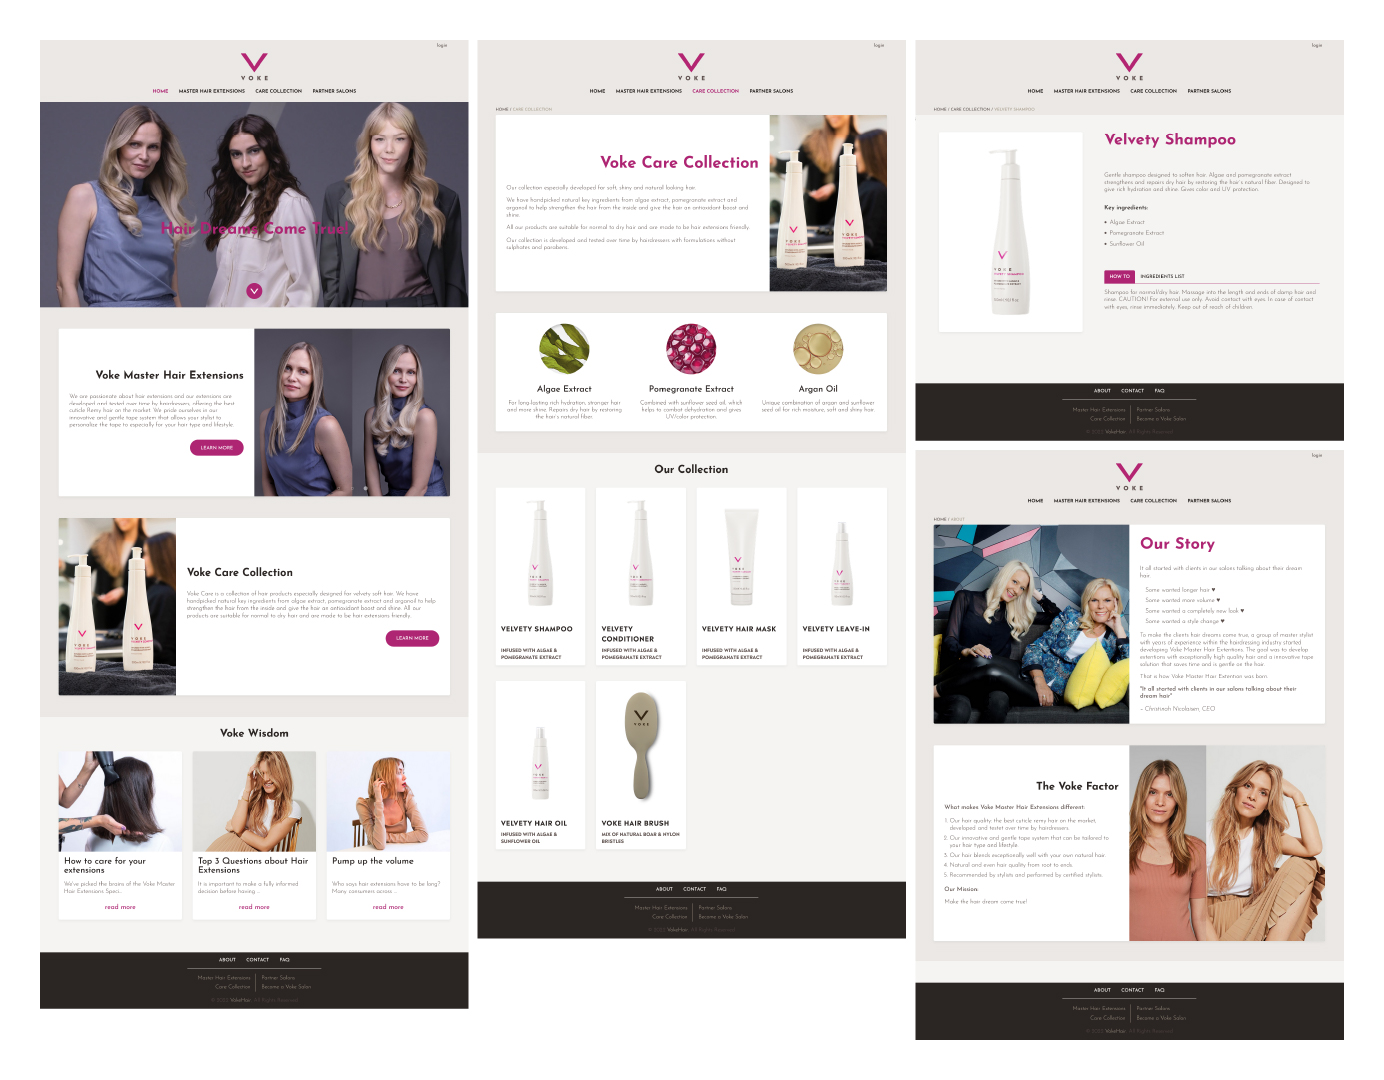 login
VOKE
HOME MASTER HAIR EXTENSIONS CARE COLLECTION PARTNER SALONS
Hair Dreams Come True!
Voke Master Hair Extensions
We are passionate about hair extensions and our extensions are
developed and tested over time by hairdressers, offering the best
cuticle Remy hair on the market. We pride ourselves in our
innovative and gentle tape system that allows your stylist to
personalize the tape to especially for your hair type and lifestyle.
LEARN MORE
Voke Care Collection
Voke Care is a collection of hair products especially designed for velvety soft hair. We have
handpicked natural key ingredients from algae extract, pomegranate extract and arganoil to help
strengthen the hair from the inside and give the hair an antioxidant boost and shine. All our
products are suitable for normal to dry hair and are made to be hair extensions friendly.
LEARN MORE
Voke Wisdom
How to care for your
extensions
We've picked the brains of the Voke Master
Hair Extensions Speci...
read more
Top 3 Questions about Hair
Extensions
It is important to make a fully informed
decision before having ...
read more
Pump up the volume
Who says hair extensions have to be long?
Many consumers across ...
read more
ABOUT CONTACT FAQ
Master Hair Extensions
Care Collection
Partner Salons
Become a Voke Salon
VokeHair. All Rights Reserved
login
VOKE
HOME MASTER HAIR EXTENSIONS CARE COLLECTION PARTNER SALONS
HOME / CARE COLLECTION
Voke Care Collection
Our collection especially developed for soft, shiny and natural looking hair.
We have handpicked natural key ingredients from algae extract, pomegranate extract and
arganoil to help strengthen the hair from the inside and give the hair an antioxidant boost and
shine.
All our products are suitable for normal to dry hair and are made to be hair extensions friendly.
Our collection is developed and tested over time by hairdressers with formulations without
sulphates and parabens.
Algae Extract
For long-lasting rich hydration, stronger hair
and more shine. Repairs dry hair by restoring
the hair's natural fiber.
Pomegranate Extract
Combined with sunflower seed oil, which
helps to combat dehydration and gives
UV/color protection.
Argan Oil
Unique combination of argan and sunflower
seed oil for rich moisture, soft and shiny hair.
Our Collection
VELVETY SHAMPOO
INFUSED WITH ALGAE &
POMEGRANATE EXTRACT
VELVETY
CONDITIONER
INFUSED WITH ALGAE &
POMEGRANATE EXTRACT
VELVETY HAIR MASK
INFUSED WITH ALGAE &
POMEGRANATE EXTRACT
VELVETY LEAVE-IN
INFUSED WITH ALGAE &
POMEGRANATE EXTRACT
VOKE
VELVETY HAIR OIL
INFUSED WITH ALGAE &
SUNFLOWER OIL
VOKE HAIR BRUSH
MIX OF NATURAL BOAR & NYLON
BRISTLES
ABOUT CONTACT FAQ
Master Hair Extensions
Care Collection
Partner Salons
Become a Voke Salon
VokeHair. All Rights Reserved
login
VOKE
HOME MASTER HAIR EXTENSIONS CARE COLLECTION PARTNER SALONS
HOME / CARE COLLECTION / VELVETY SHAMPOO
Velvety Shampoo
VOKE
VELVETY SHAMPOO
Gentle shampoo designed to soften hair. Algae and pomegranate extract
strengthens and repairs dry hair by restoring the hair's natural fiber. Designed to
give rich hydration and shine. Gives color and UV protection.
Key ingredients:
• Algae Extract
• Pomegranate Extract
• Sunflower Oil
HOW TO INGREDIENTS LIST
Shampoo for normal/dry hair. Massage into the length and ends of damp hair and
rinse. CAUTION! For external use only. Avoid contact with eyes. In case of contact
with eyes, rinse immediately. Keep out of reach of children.
ABOUT CONTACT FAQ
Master Hair Extensions
Care Collection
Partner Salons
Become a Voke Salon
VokeHair. All Rights Reserved
login
VOKE
HOME MASTER HAIR EXTENSIONS CARE COLLECTION PARTNER SALONS
HOME / ABOUT
Our Story
It all started with clients in our salons talking about their dream
hair.
Some wanted longer hair ♥
Some wanted more volume ♥
Some wanted a completely new look ♥
Some wanted a style change ♥
To make the clients hair dreams come true, a group of master stylist
with years of experience within the hairdressing industry started
developing Voke Master Hair Extentions. The goal was to develop
extentions with exceptionally high quality hair and a innovative tape
solution that saves time and is gentle on the hair.
That is how Voke Master Hair Extention was born.
"It all started with clients in our salons talking about their
dream hair"
– Christinah Nicolaisen, CEO
The Voke Factor
What makes Voke Master Hair Extensions different:
1. Our hair quality: the best cuticle remy hair on the market,
developed and testet over time by hairdressers.
2. Our innovative and gentle tape system that can be tailored to
your hair type and lifestyle.
3. Our hair blends exceptionally well with your own natural hair.
4. Natural and even hair quality from root to ends.
5. Recommended by stylists and performed by certified stylists.
Our Mission:
Make the hair dream come true!
ABOUT CONTACT FAQ
Master Hair Extensions
Care Collection
Partner Salons
Become a Voke Salon
VokeHair. All Rights Reserved